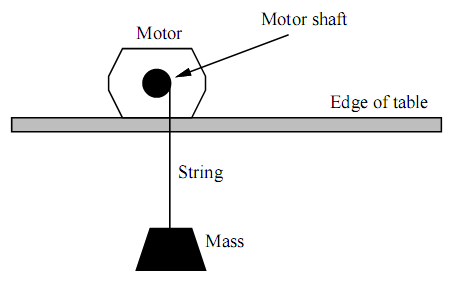 Motor shaft
Motor
Edge of table
String
Mass